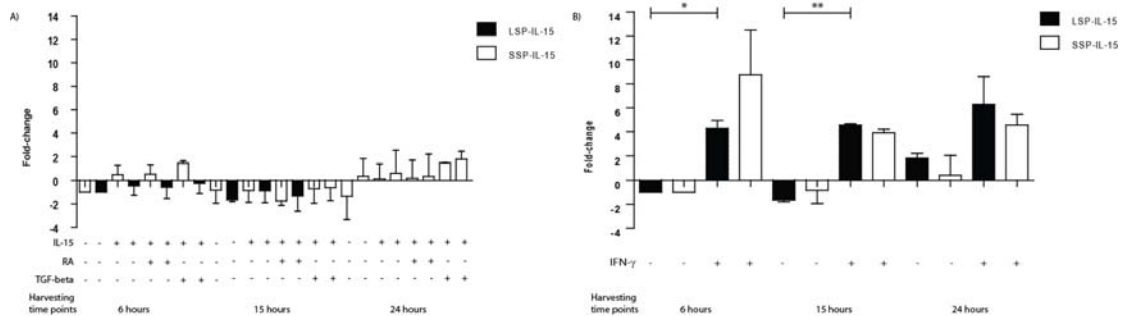 A)
14
12
10
8
6
4
2
0
-2
-4
Fold-change
LSP-IL-15
SSP-IL-15
IL-15 - - + + + + + + - - + + + + + + - - + + + + + +
RA - - - - + + - - - - - - + + - - - - - - + + - -
TGF-beta - - - - - - + + - - - - - - + + - - - - - - + +
Harvesting
time points 6 hours 15 hours 24 hours
B)
* **
14
12
10
8
6
4
2
0
-2
-4
Fold-change
LSP-IL-15
SSP-IL-15
IFN-γ - - + + - - + + - - + +
Harvesting
time points 6 hours 15 hours 24 hours